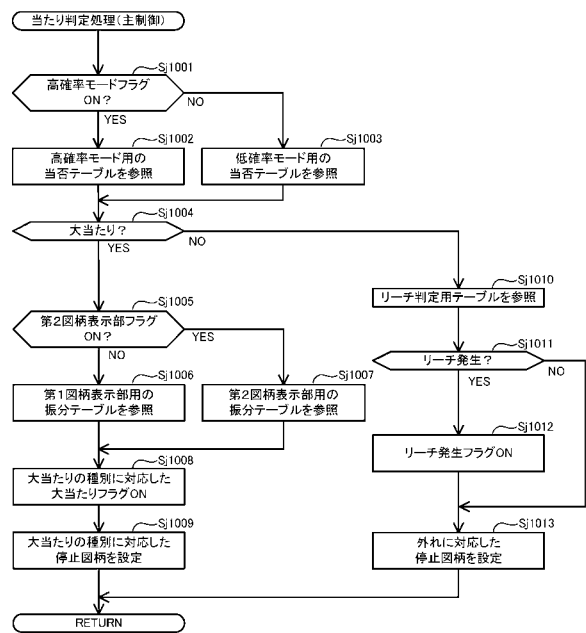 当たり判定処理(主制御)
Sj1001
高確率モードフラグ
ON?
NO
YES
Sj1002
高確率モード用の
当否テーブルを参照
Sj1003
低確率モード用の
当否テーブルを参照
Sj1004
大当たり?
NO
YES
Sj1005
第2図柄表示部フラグ
ON?
YES
NO
Sj1006
第1図柄表示部用の
振分テーブルを参照
Sj1007
第2図柄表示部用の
振分テーブルを参照
Sj1008
大当たりの種別に対応した
大当たりフラグON
Sj1009
大当たりの種別に対応した
停止図柄を設定
Sj1010
リーチ判定用テーブルを参照
Sj1011
リーチ発生?
NO
YES
Sj1012
リーチ発生フラグON
Sj1013
外れに対応した
停止図柄を設定
RETURN